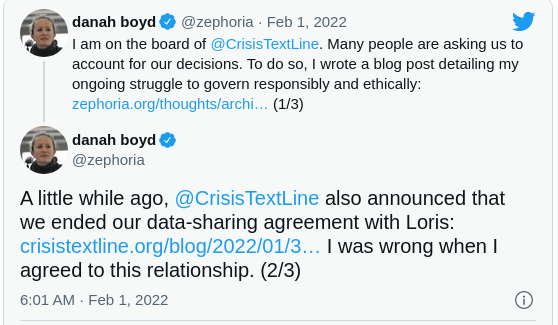 danah boyd @zephoria · Feb 1, 2022
I am on the board of @CrisisTextLine. Many people are asking us to
account for our decisions. To do so, I wrote a blog post detailing my
ongoing struggle to govern responsibly and ethically:
zephoria.org/thoughts/archi… (1/3)
danah boyd
@zephoria
A little while ago, @CrisisTextLine also announced that
we ended our data-sharing agreement with Loris:
crisistextline.org/blog/2022/01/3… I was wrong when I
agreed to this relationship. (2/3)
6:01 AM · Feb 1, 2022